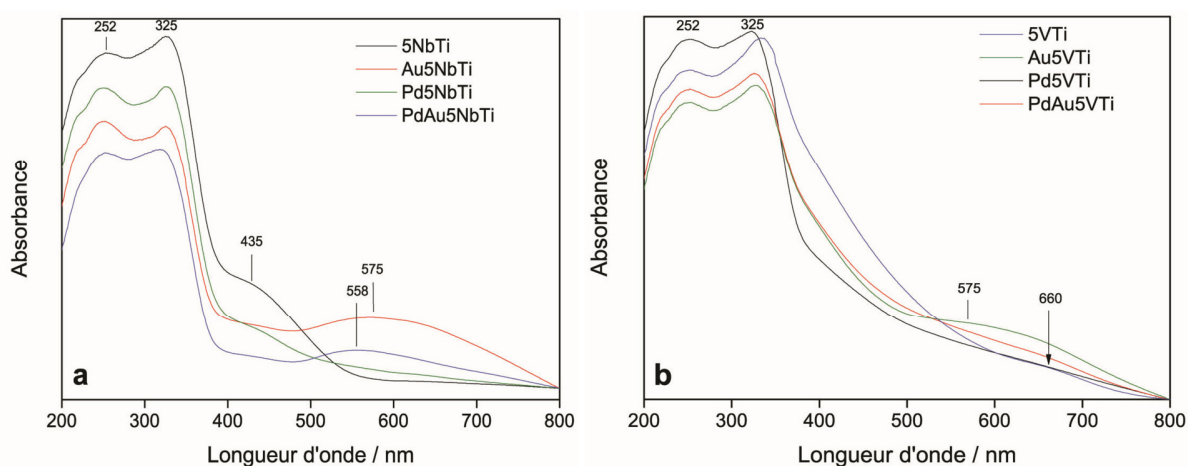 252
325
5NbTi
Au5NbTi
Pd5NbTi
PdAu5NbTi
435
575
558
Absorbance
a
200
300
400
500
600
700
800
Longueur d'onde / nm
252
325
5VTi
Au5VTi
Pd5VTi
PdAu5VTi
575
660
Absorbance
b
200
300
400
500
600
700
800
Longueur d'onde / nm